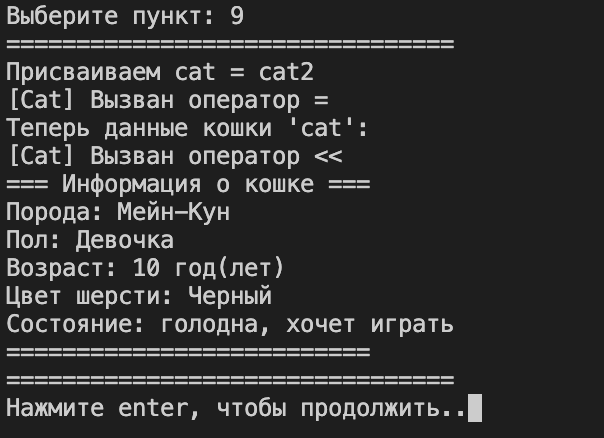 Выберите пункт: 9
================================
Присваиваем cat = cat2
[Cat] Вызван оператор =
Теперь данные кошки 'cat':
[Cat] Вызван оператор <<
=== Информация о кошке ===
Порода: Мейн-Кун
Пол: Девочка
Возраст: 10 год(лет)
Цвет шерсти: Черный
Состояние: голодна, хочет играть
==========================
================================
Нажмите enter, чтобы продолжить..